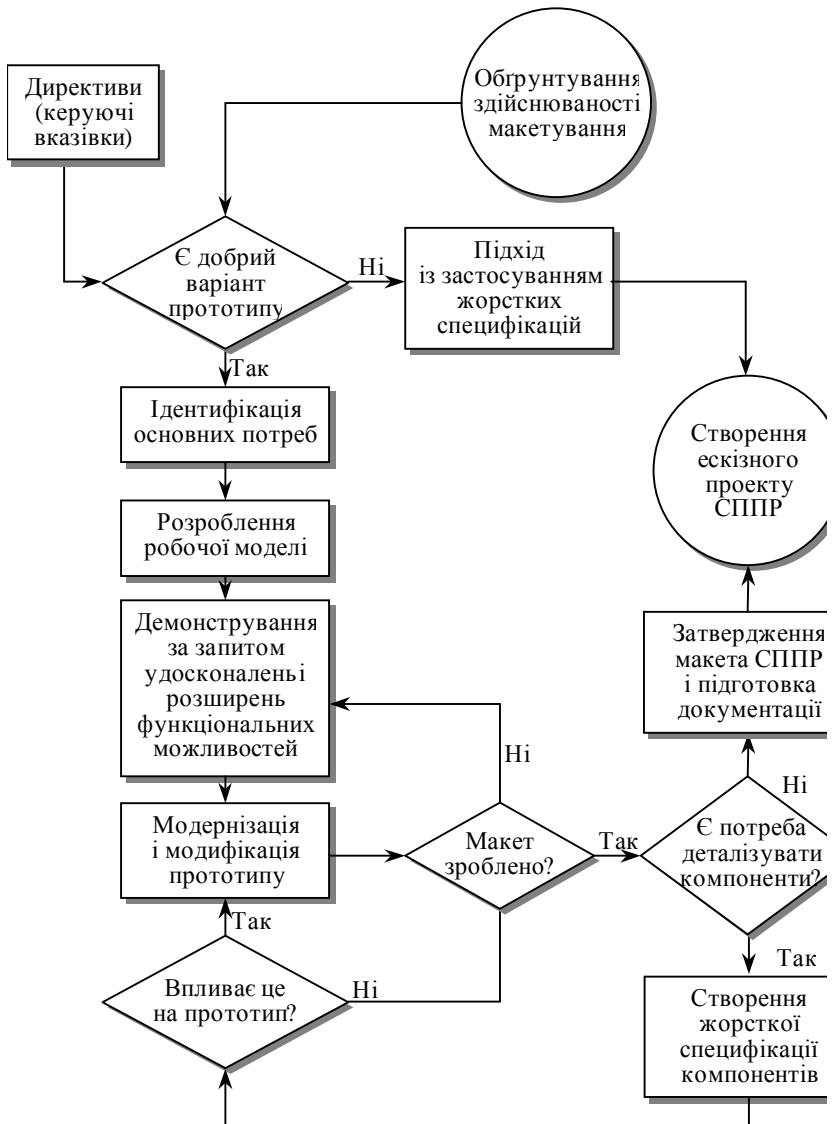 Директиви
(керуючі
вказівки)
Обґрунтування
здійснюваності
макетування
Є добрий
варіант
прототипу
Ні
Підхід
із застосуванням
жорстких
специфікацій
Так
Ідентифікація
основних потреб
Створення
ескізного
проекту
СППР
Розроблення
робочої моделі
Демонстрування
за запитом
удосконалень і
розширень
функціональних
можливостей
Затвердження
макета СППР
і підготовка
документації
Ні
Ні
Модернізація
і модифікація
прототипу
Макет
зроблено?
Так
Є потреба
деталізувати
компоненти?
Так
Так
Впливає це
на прототип?
Ні
Створення
жорсткої
специфікації
компонентів